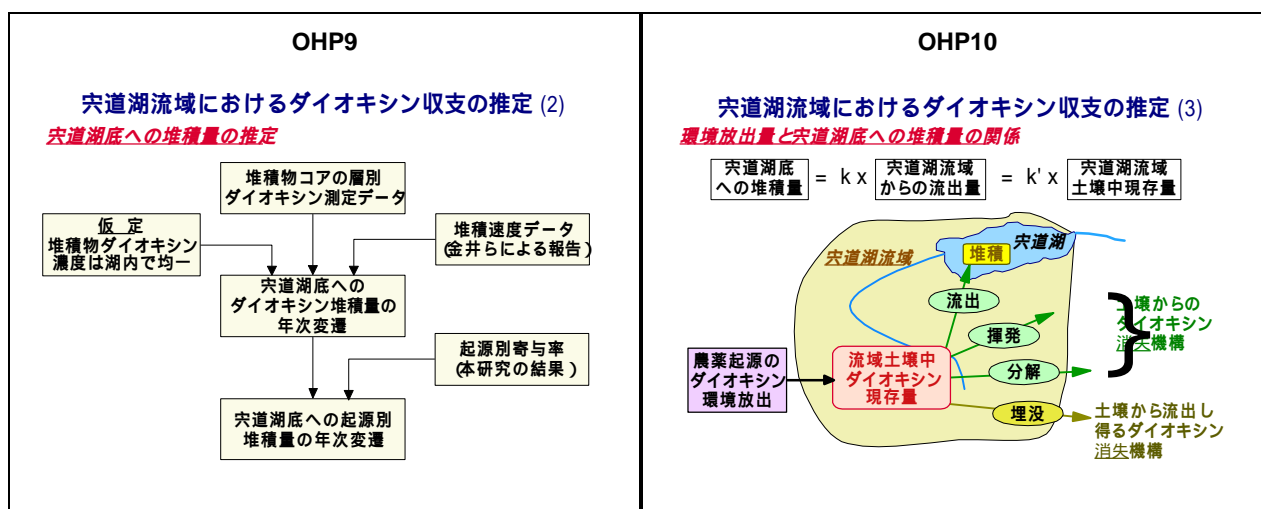 OHP9
宍道湖流域におけるダイオキシン収支の推定 (2)
宍道湖底への堆積量の推定
堆積物コアの層別
ダイオキシン測定データ
仮 定
堆積物ダイオキシン
濃度は湖内で均一
堆積速度データ
(金井らによる報告)
宍道湖底への
ダイオキシン堆積量の
年次変遷
起源別寄与率
(本研究の結果)
宍道湖底への起源別
堆積量の年次変遷
OHP10
宍道湖流域におけるダイオキシン収支の推定 (3)
環境放出量と宍道湖底への堆積量の関係
宍道湖底
への堆積量
= k x
宍道湖流域
からの流出量
= k' x
宍道湖流域
土壌中現存量
宍道湖
堆積
宍道湖流域
流出
揮発
分解
埋没
農薬起源の
ダイオキシン
環境放出
流域土壌中
ダイオキシン
現存量
土壌からの
ダイオキシン
消失機構
土壌から流出し
得るダイオキシン
消失機構